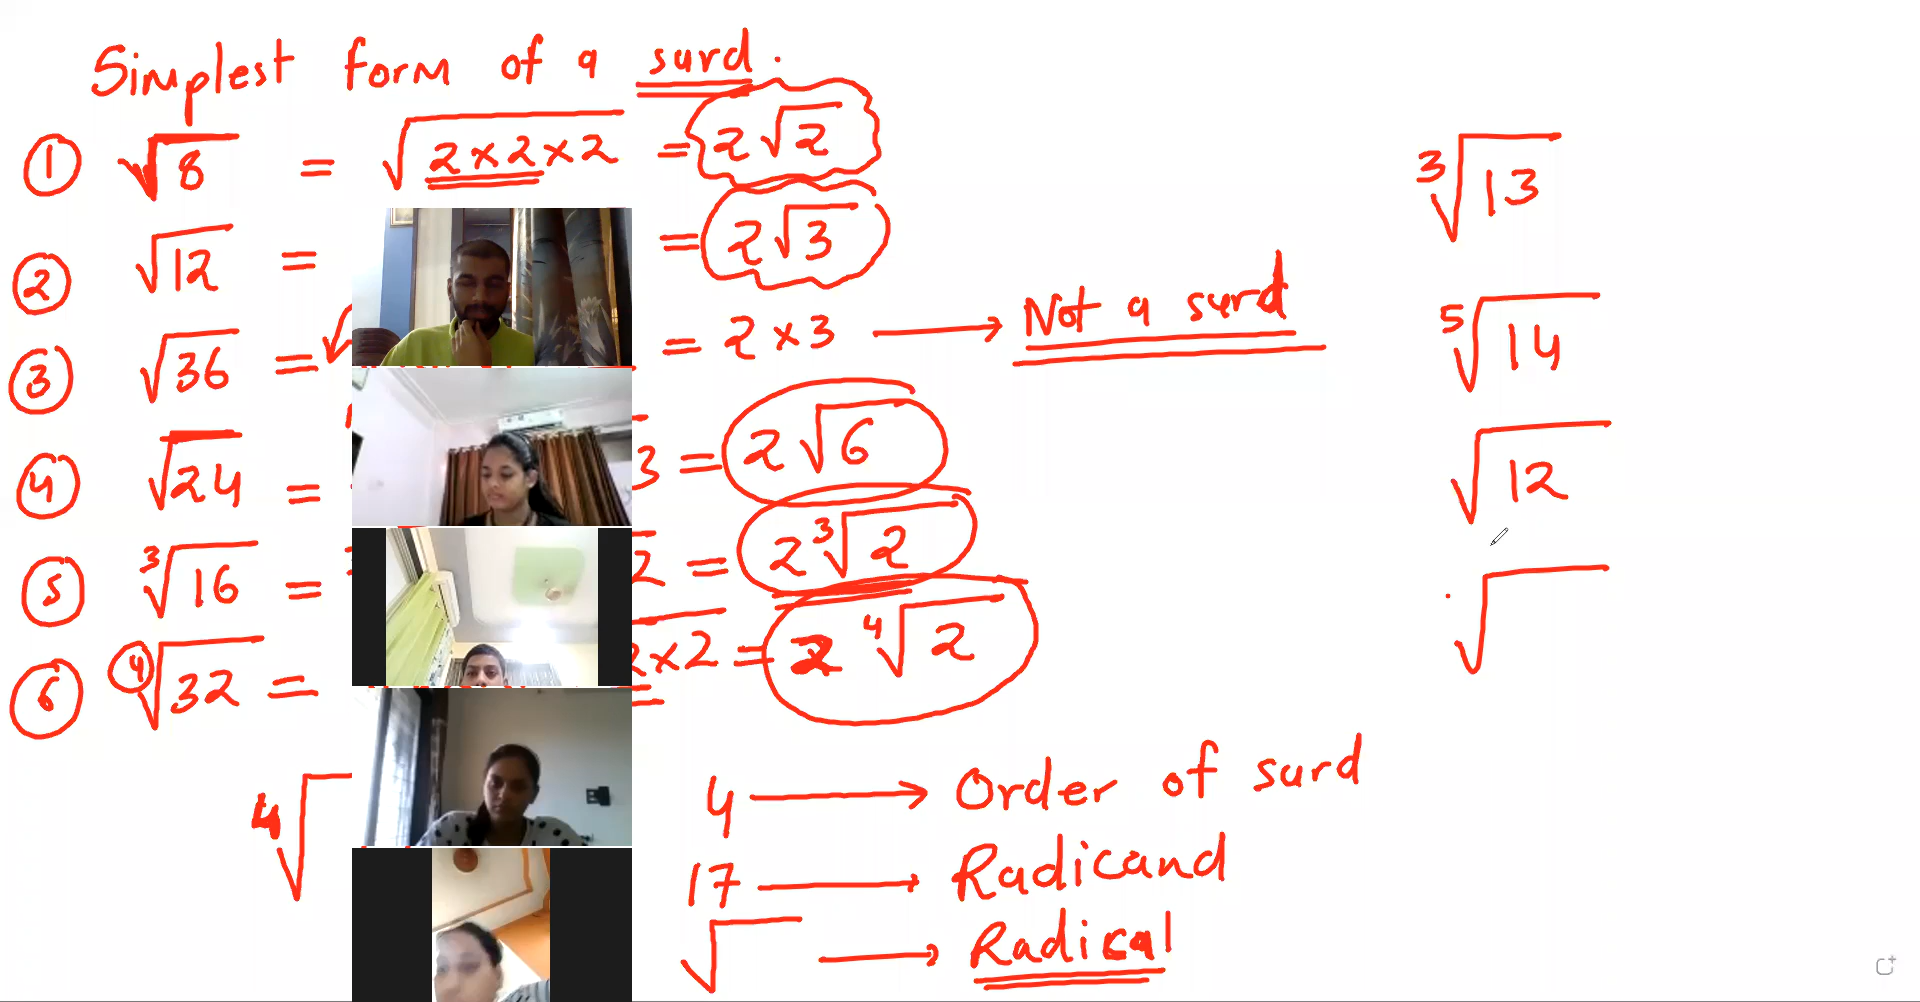 Simplest form of a surd.
① √8 = √2×2×2 = 2√2
② √12 = = 2√3
③ √36 = √ = 2×3 → Not a surd
④ √24 = 3 = 2√6
⑤ ³√16 = 2 = 2³√2
⑥ ⁴√32 = 2×2 = 2⁴√2
⁴√ 4 → Order of surd
17 → Radicand
√ → Radical
³√13
⁵√14
√12
√